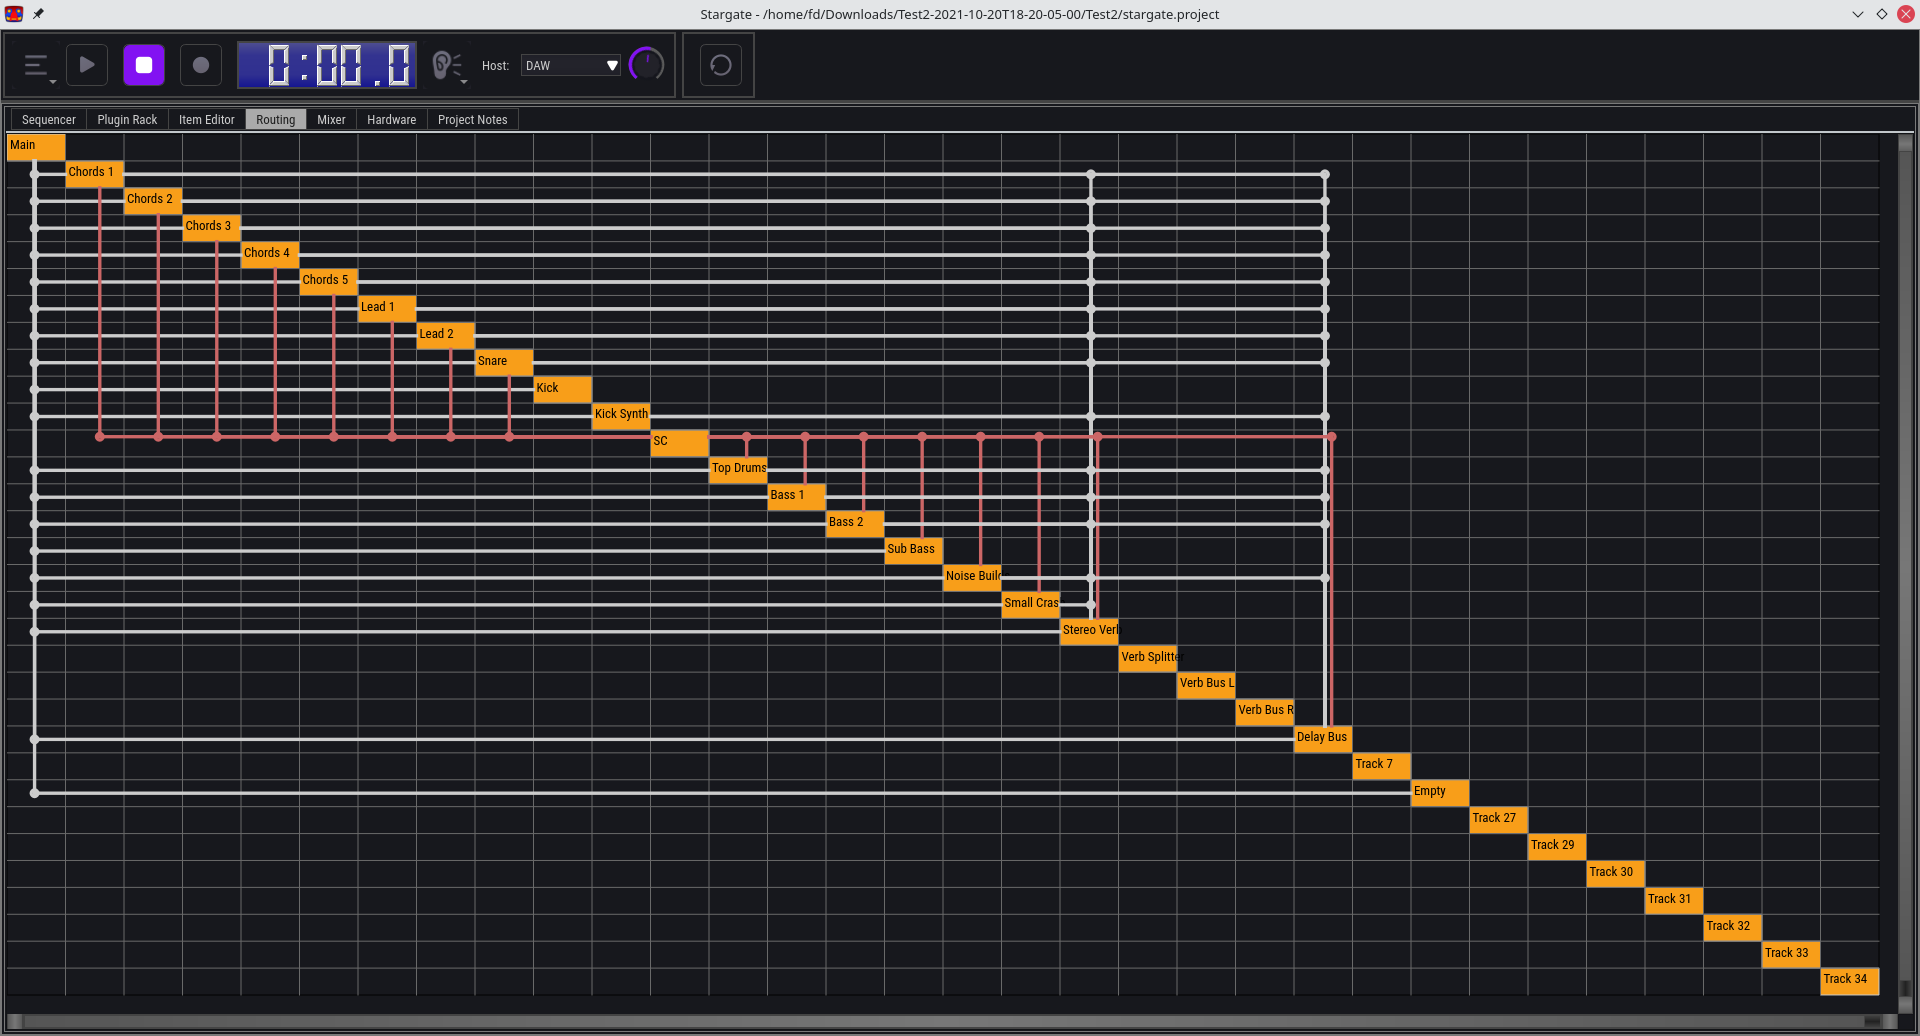 Stargate - /home/fd/Downloads/Test2-2021-10-20T18-20-05-00/Test2/stargate.project
0:00.0 Host: DAW
Sequencer Plugin Rack Item Editor Routing Mixer Hardware Project Notes
Main
Chords 1
Chords 2
Chords 3
Chords 4
Chords 5
Lead 1
Lead 2
Snare
Kick
Kick Synth
SC
Top Drums
Bass 1
Bass 2
Sub Bass
Noise Buil
Small Cras
Stereo Verb
Verb Splitter
Verb Bus L
Verb Bus R
Delay Bus
Track 7
Empty
Track 27
Track 29
Track 30
Track 31
Track 32
Track 33
Track 34